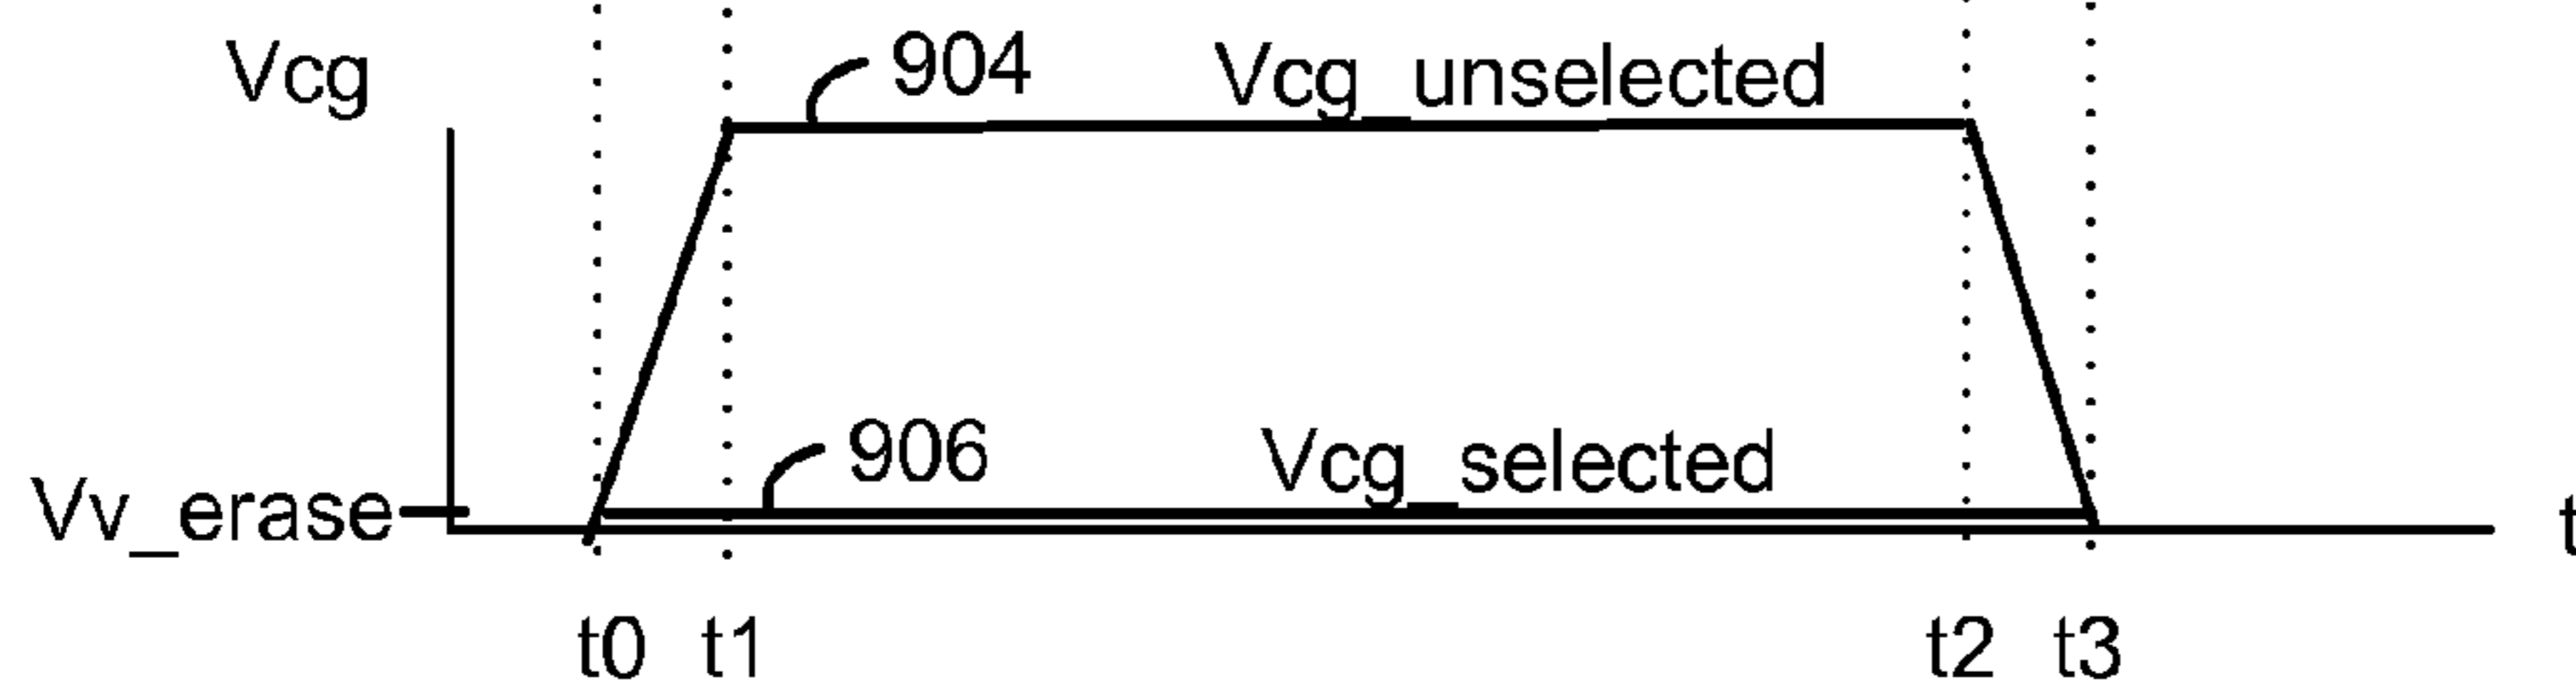 Vcg
904
Vcg_unselected
906
Vcg_selected
Vv_erase
t
t0 t1 t2 t3